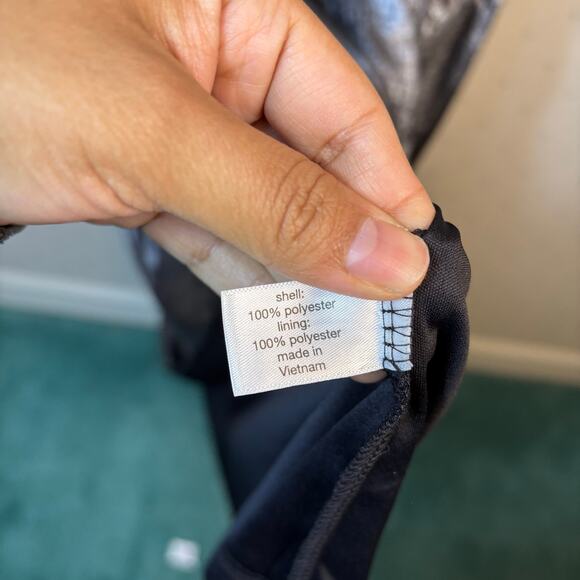 shell:
100% polyester
lining:
100% polyester
made in
Vietnam